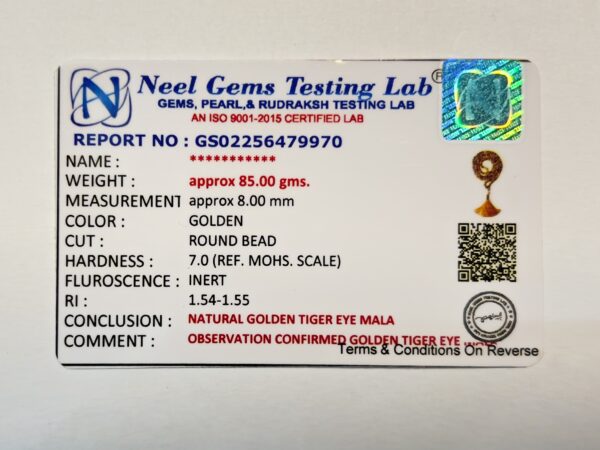 N
Neel Gems Testing Lab®
GEMS, PEARL,& RUDRAKSH TESTING LAB
AN ISO 9001-2015 CERTIFIED LAB
REPORT NO : GS02256479970
NAME : ***********
WEIGHT : approx 85.00 gms.
MEASUREMENT approx 8.00 mm
COLOR : GOLDEN
CUT : ROUND BEAD
HARDNESS : 7.0 (REF. MOHS. SCALE)
FLUROSCENCE : INERT
RI : 1.54-1.55
CONCLUSION : NATURAL GOLDEN TIGER EYE MALA
COMMENT : OBSERVATION CONFIRMED GOLDEN TIGER EYE
Terms & Conditions On Reverse